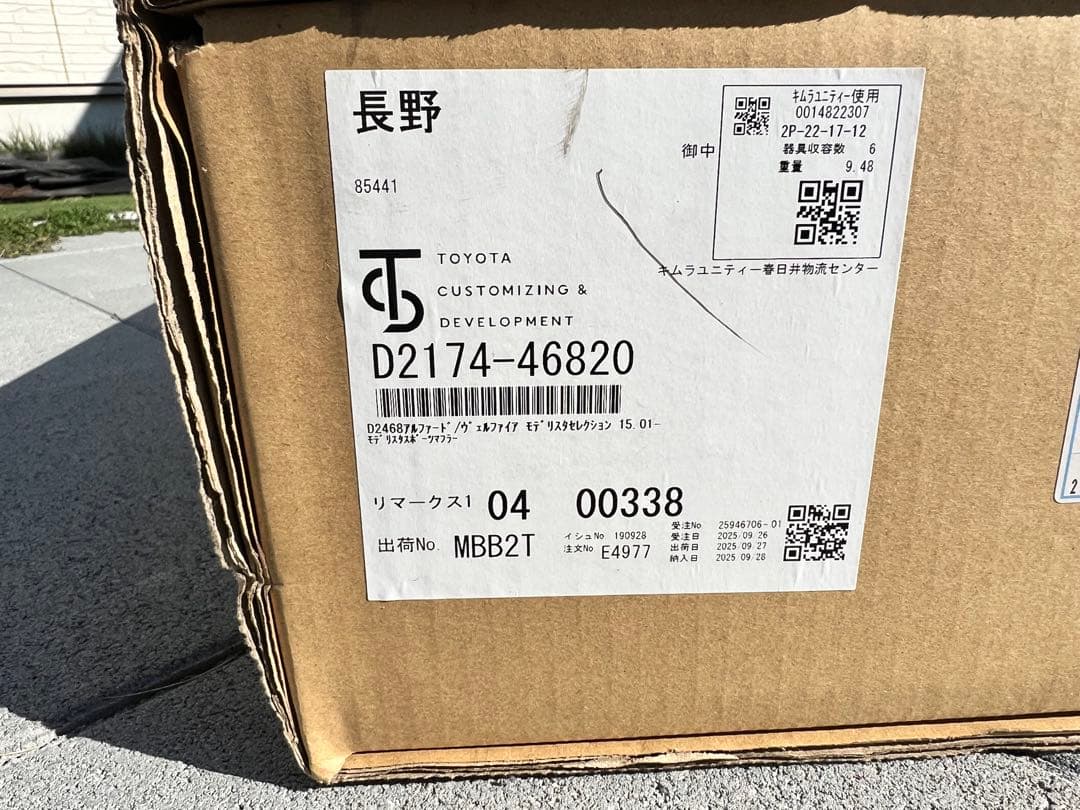 長野
キムラユニティー使用
0014822307
2P-22-17-12
御中
器具収容数 6
重量 9.48
85441
キムラユニティー春日井物流センター
TOYOTA
CUSTOMIZING &
DEVELOPMENT
D2174-46820
D2468アルファード/ヴェルファイア モデリスタセレクション 15.01-
モデリスタスポーツマフラー
リマークス1 04 00338
出荷No. MBB2T
イシュNo 190928
注文No E4977
受注No 25946706-01
受注日 2025/09/26
出荷日 2025/09/27
納入日 2025/09/28
2